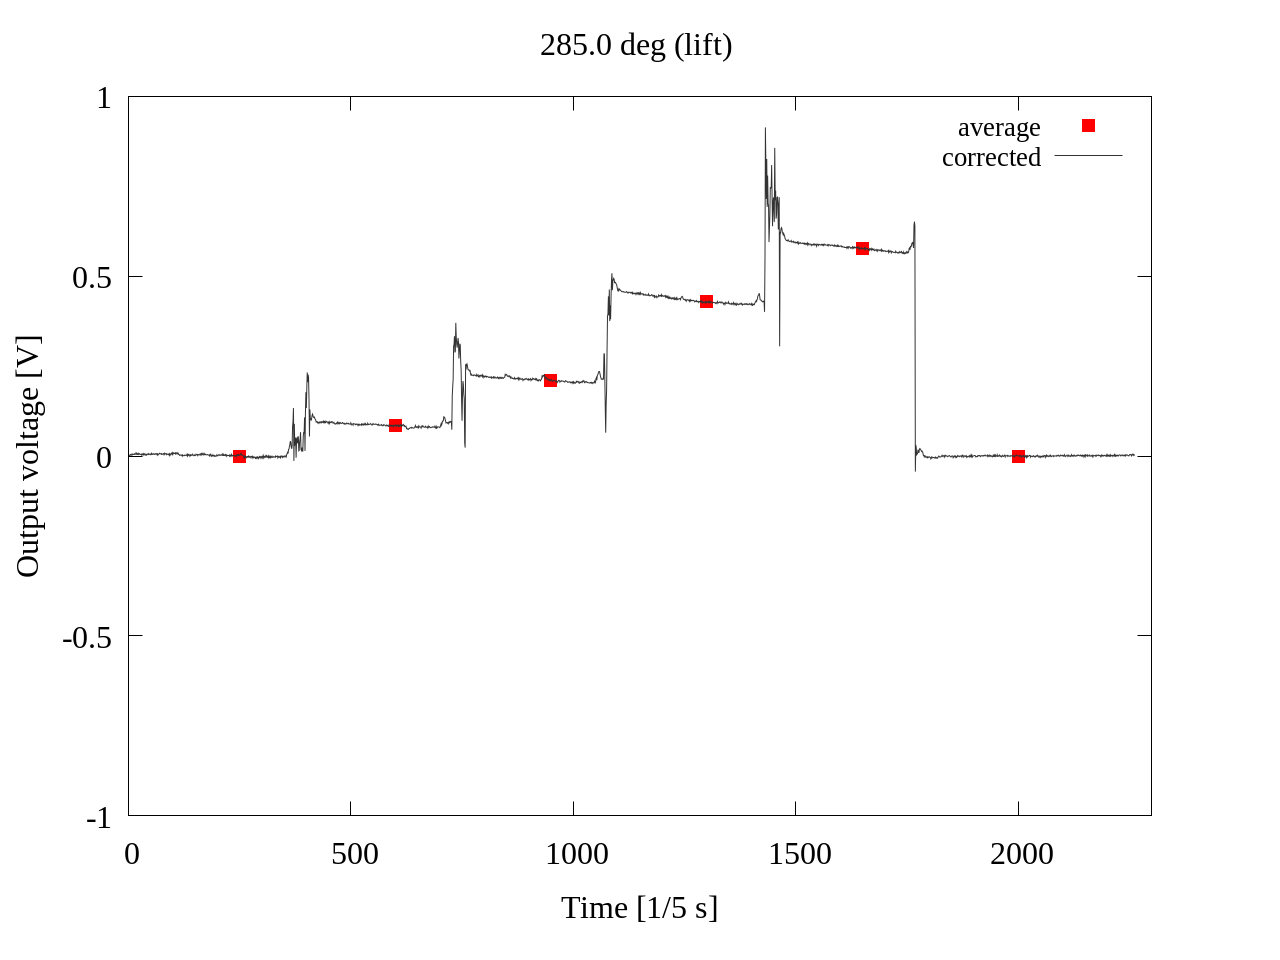 285.0 deg (lift)
1
0.5
0
-0.5
-1
Output voltage [V]
average
corrected
0 500 1000 1500 2000
Time [1/5 s]